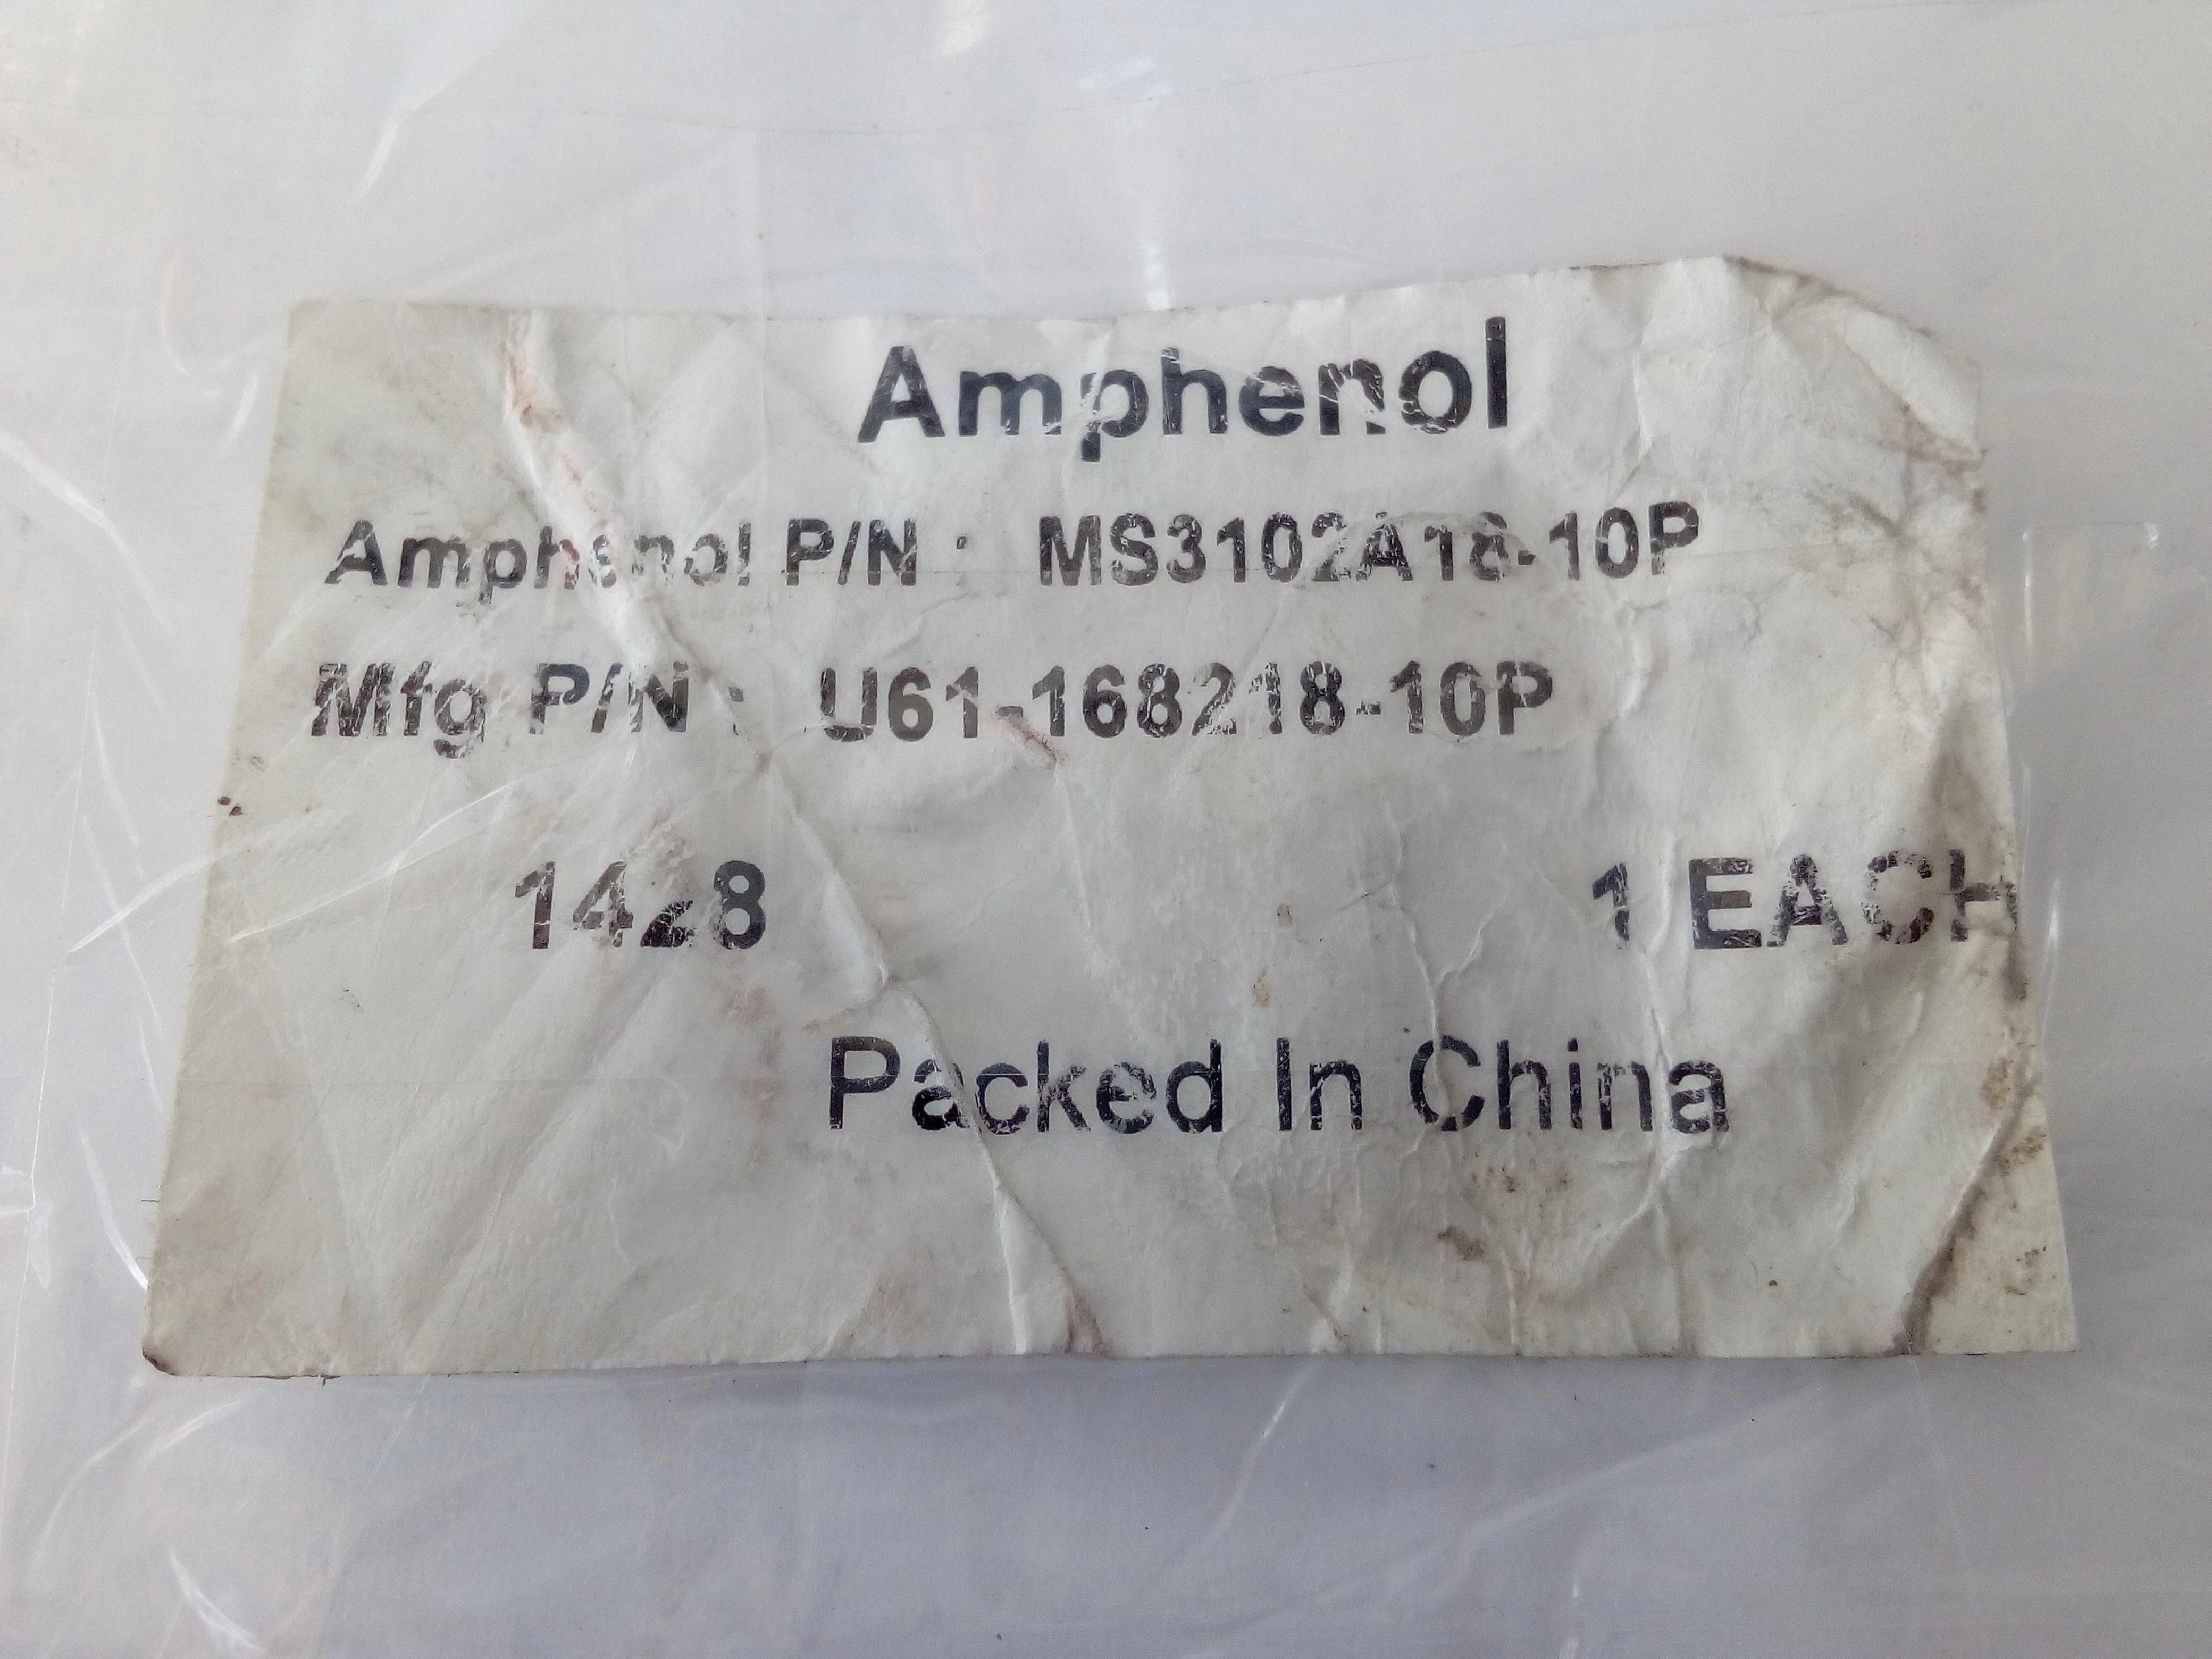 Amphenol
Amphenol P/N : MS3102A18-10P
Mfg P/N : U61-168218-10P
1428 1 EACH
Packed In China